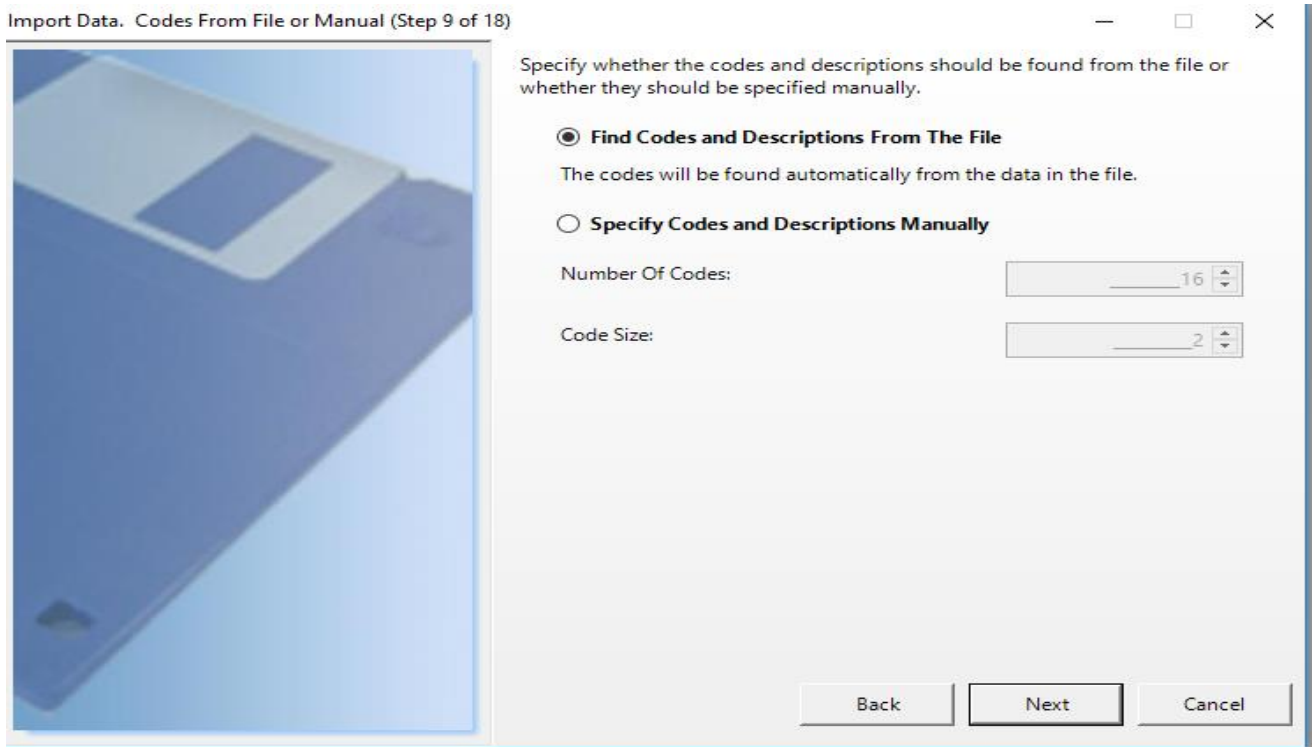 Import Data.  Codes From File or Manual (Step 9 of 18)
Specify whether the codes and descriptions should be found from the file or
whether they should be specified manually.
Find Codes and Descriptions From The File
The codes will be found automatically from the data in the file.
Specify Codes and Descriptions Manually
Number Of Codes: ______16
Code Size: _______2
Back Next Cancel